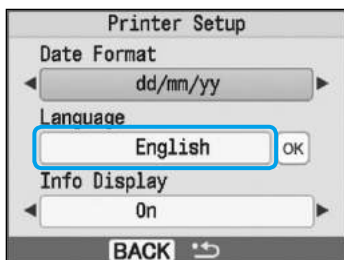 Printer Setup
Date Format
dd/mm/yy
Language
English OK
Info Display
On
BACK